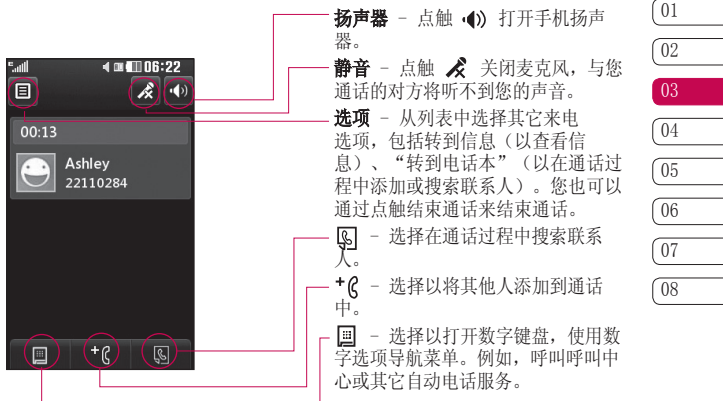 06:22
00:13
Ashley
22110284
扬声器 - 点触 打开手机扬声
器。
静音 - 点触 关闭麦克风，与您
通话的对方将听不到您的声音。
选项 - 从列表中选择其它来电
选项，包括转到信息（以查看信
息）、“转到电话本”（以在通话过
程中添加或搜索联系人）。您也可以
通过点触结束通话来结束通话。
- 选择在通话过程中搜索联系
人。
- 选择以将其他人添加到通话
中。
- 选择以打开数字键盘，使用数
字选项导航菜单。例如，呼叫呼叫中
心或其它自动电话服务。
01
02
03
04
05
06
07
08